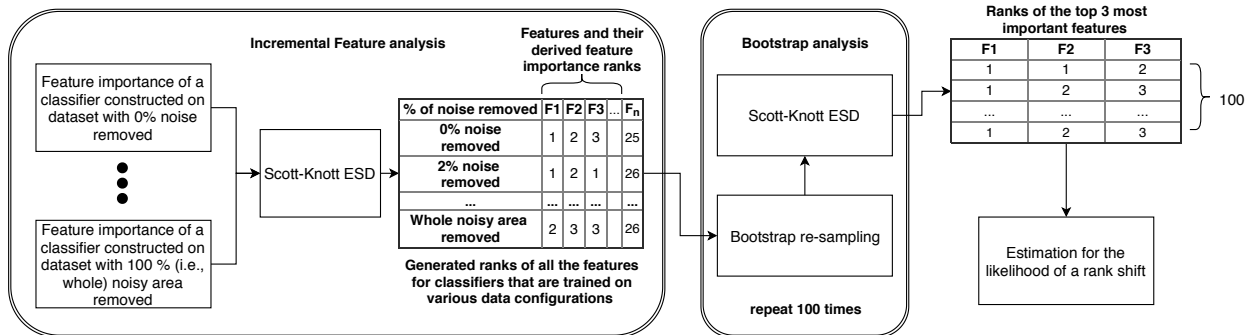 Incremental Feature analysis
Feature importance of a
classifier constructed on
dataset with 0% noise
removed
Feature importance of a
classifier constructed on
dataset with 100 % (i.e.,
whole) noisy area
removed
Scott-Knott ESD
Features and their
derived feature
importance ranks
% of noise removed F1 F2 F3 ... Fn
0% noise
removed 1 2 3 25
2% noise
removed 1 2 1 26
... ... ... ... ...
Whole noisy area
removed 2 3 3 26
Generated ranks of all the features
for classifiers that are trained on
various data configurations
Bootstrap analysis
Scott-Knott ESD
Bootstrap re-sampling
repeat 100 times
Ranks of the top 3 most
important features
F1 F2 F3
1 1 2
1 2 3
... ... ...
1 2 3
100
Estimation for the
likelihood of a rank shift